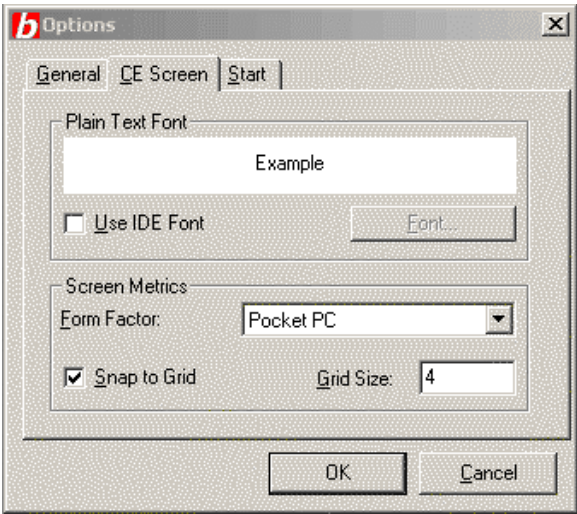 b Options
General CE Screen Start
Plain Text Font
Example
Use IDE Font Font...
Screen Metrics
Form Factor: Pocket PC
Snap to Grid Grid Size: 4
OK Cancel